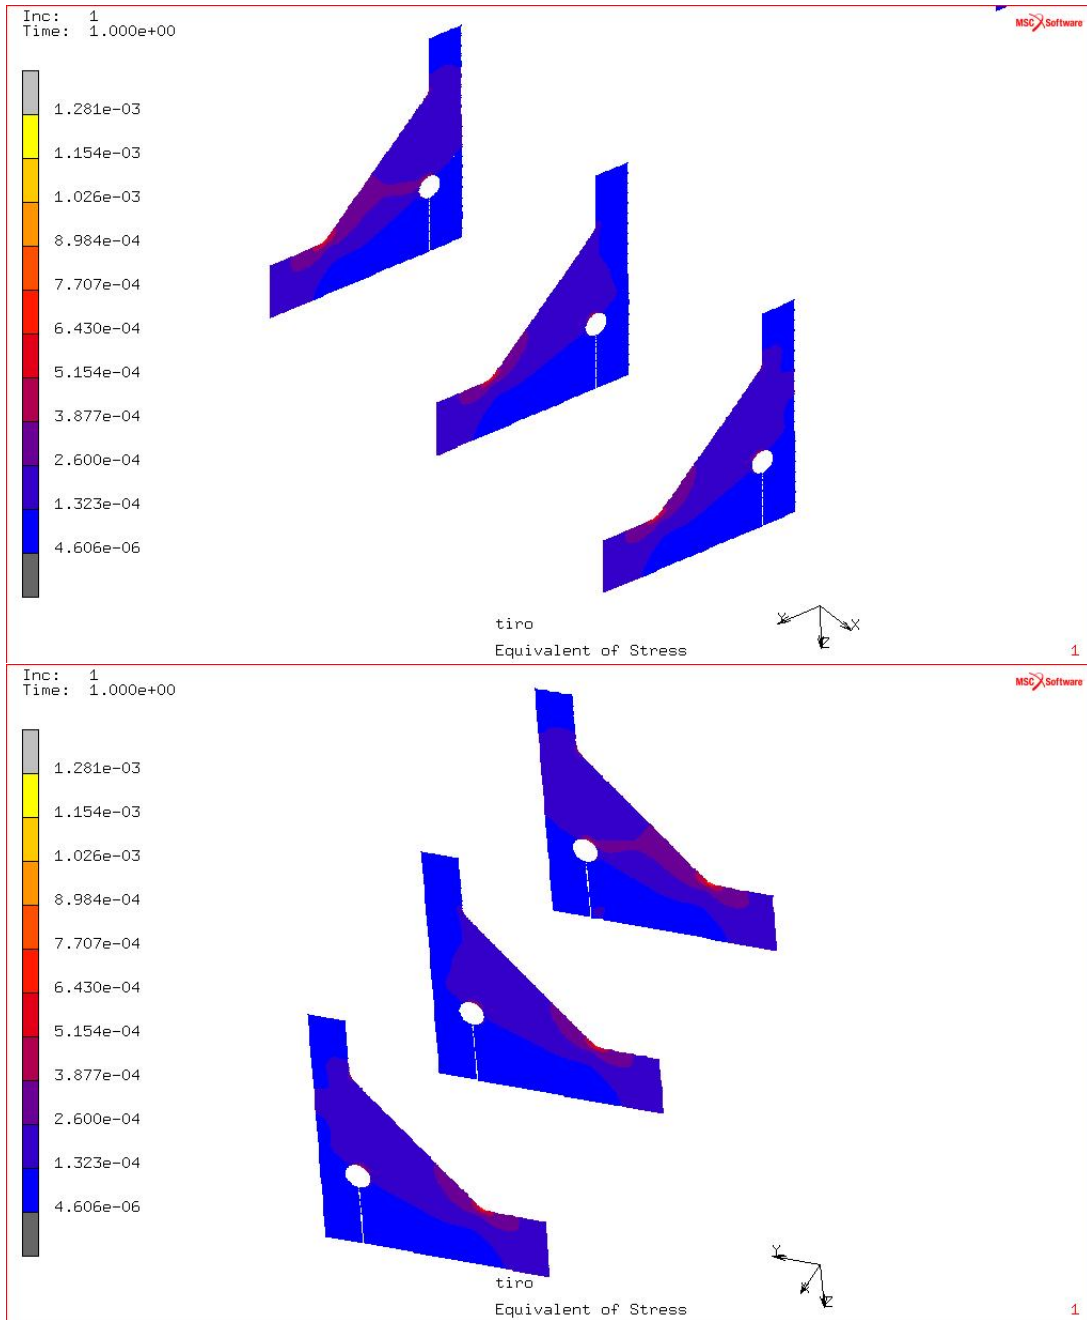 Inc: 1
Time: 1.000e+00
MSC Software
1.281e-03
1.154e-03
1.026e-03
8.984e-04
7.707e-04
6.430e-04
5.154e-04
3.877e-04
2.600e-04
1.323e-04
4.606e-06
Y
X
Z
tiro
Equivalent of Stress
1
Inc: 1
Time: 1.000e+00
MSC Software
1.281e-03
1.154e-03
1.026e-03
8.984e-04
7.707e-04
6.430e-04
5.154e-04
3.877e-04
2.600e-04
1.323e-04
4.606e-06
Y
X
Z
tiro
Equivalent of Stress
1